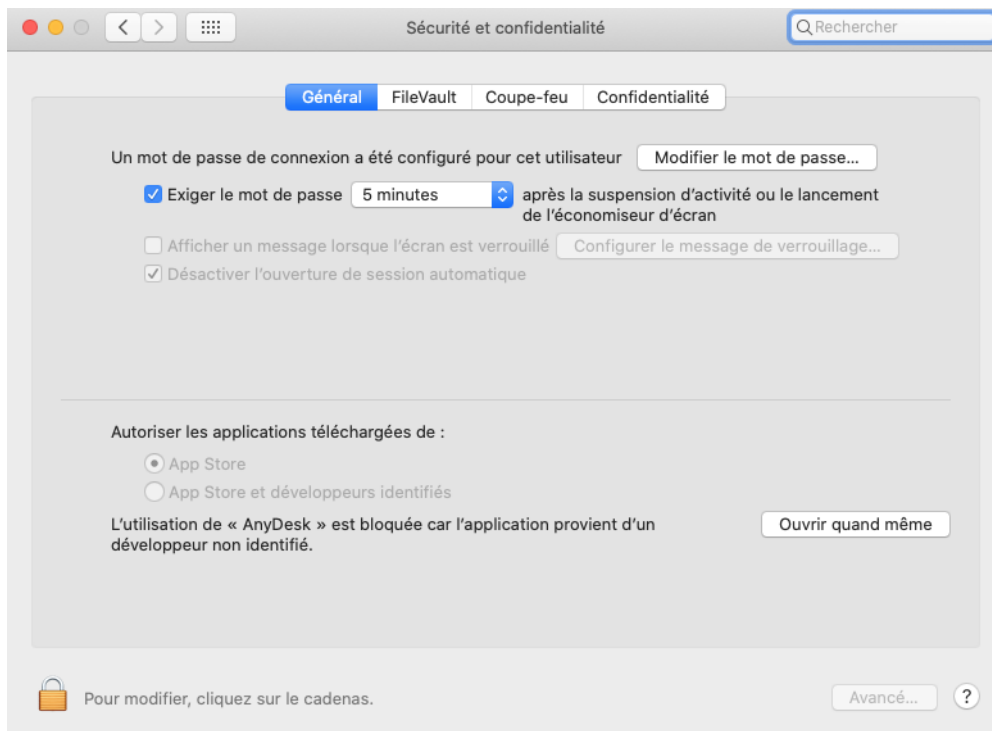 Sécurité et confidentialité
Rechercher
Général FileVault Coupe-feu Confidentialité
Un mot de passe de connexion a été configuré pour cet utilisateur Modifier le mot de passe...
Exiger le mot de passe 5 minutes après la suspension d'activité ou le lancement
de l'économiseur d'écran
Afficher un message lorsque l'écran est verrouillé Configurer le message de verrouillage...
Désactiver l'ouverture de session automatique
Autoriser les applications téléchargées de :
App Store
App Store et développeurs identifiés
L'utilisation de « AnyDesk » est bloquée car l'application provient d'un
développeur non identifié.
Ouvrir quand même
Pour modifier, cliquez sur le cadenas.
Avancé... ?